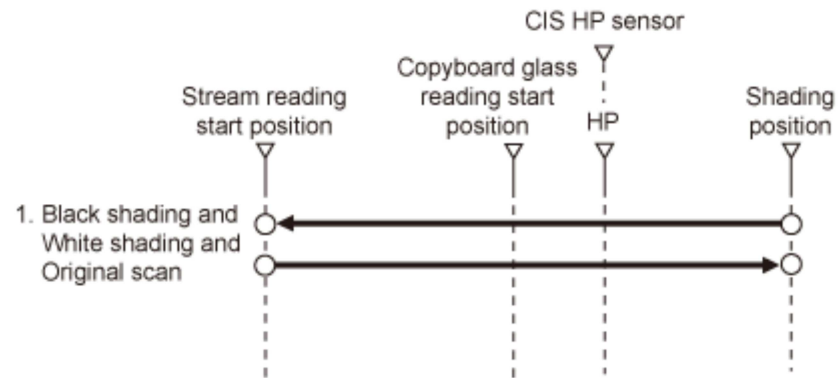 CIS HP sensor
Copyboard glass
reading start
position
Stream reading
start position
HP
Shading
position
1. Black shading and
White shading and
Original scan